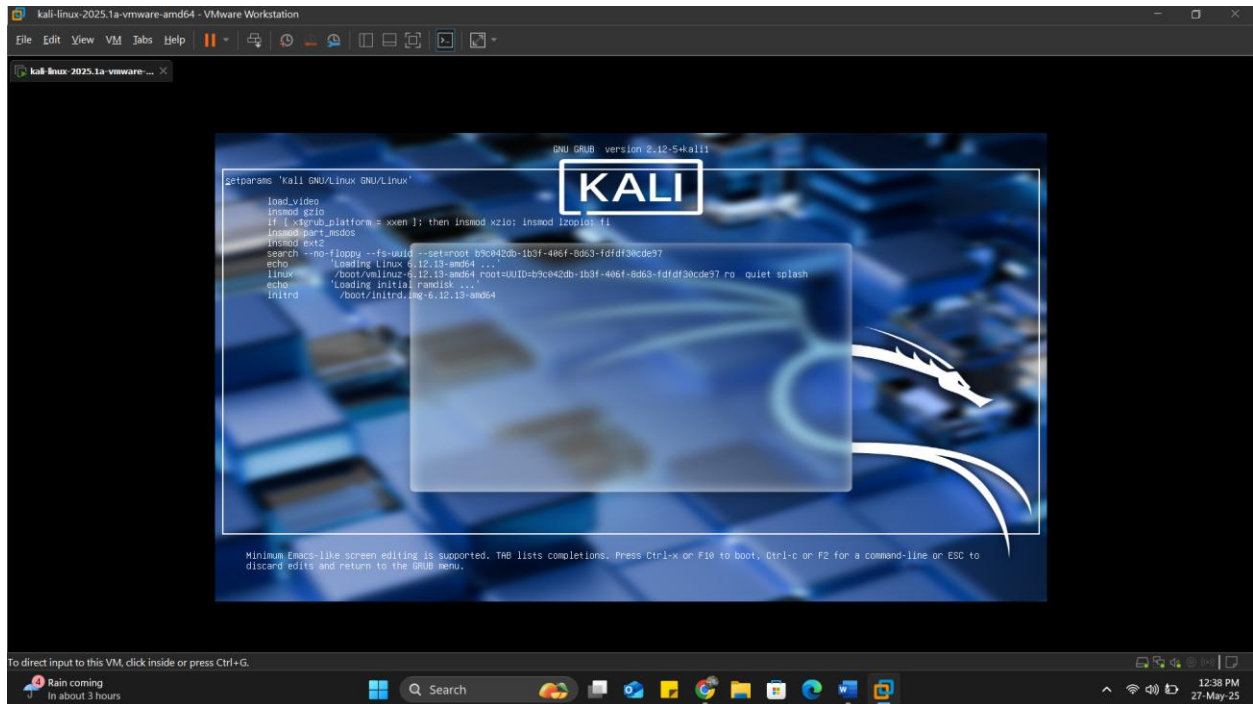 kali-linux-2025.1a-vmware-amd64 - VMware Workstation
File Edit View VM Tabs Help
kali-linux-2025.1a-vmware-...
GNU GRUB version 2.12-5+kali1
KALI
setparams 'Kali GNU/Linux GNU/Linux'
load_video
insmod gzio
if [ x$grub_platform = xxen ]; then insmod xzio; insmod lzopio; fi
insmod part_msdos
insmod ext2
search --no-floppy --fs-uuid --set=root b9c042db-1b3f-406f-8d63-fdfdf30cde97
echo 'Loading Linux 6.12.13-amd64 ...'
linux /boot/vmlinuz-6.12.13-amd64 root=UUID=b9c042db-1b3f-406f-8d63-fdfdf30cde97 ro quiet splash
echo 'Loading initial ramdisk ...'
initrd /boot/initrd.img-6.12.13-amd64
Minimum Emacs-like screen editing is supported. TAB lists completions. Press Ctrl-x or F10 to boot, Ctrl-c or F2 for a command-line or ESC to
discard edits and return to the GRUB menu.
To direct input to this VM, click inside or press Ctrl+G.
4
Rain coming
In about 3 hours
Search
12:38 PM
27-May-25